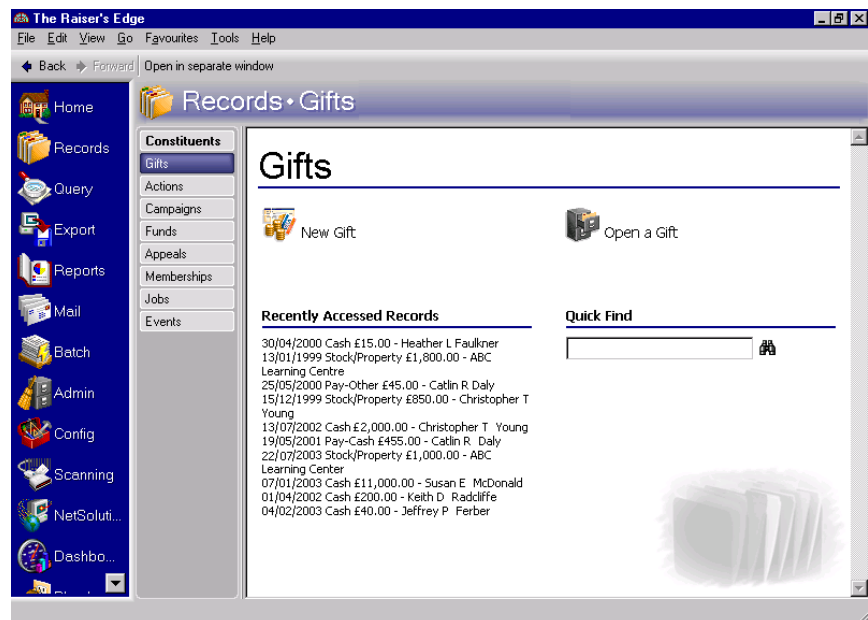 The Raiser's Edge
File Edit View Go Favourites Tools Help
Back Forward Open in separate window
Records • Gifts
Home
Records
Query
Export
Reports
Mail
Batch
Admin
Config
Scanning
NetSoluti...
Dashbo...
Constituents
Gifts
Actions
Campaigns
Funds
Appeals
Memberships
Jobs
Events
Gifts
New Gift
Open a Gift
Recently Accessed Records
30/04/2000 Cash £15.00 - Heather L Faulkner
13/01/1999 Stock/Property £1,800.00 - ABC
Learning Centre
25/05/2000 Pay-Other £45.00 - Catlin R Daly
15/12/1999 Stock/Property £850.00 - Christopher T
Young
13/07/2002 Cash £2,000.00 - Christopher T Young
19/05/2001 Pay-Cash £455.00 - Catlin R Daly
22/07/2003 Stock/Property £1,000.00 - ABC
Learning Center
07/01/2003 Cash £11,000.00 - Susan E McDonald
01/04/2002 Cash £200.00 - Keith D Radcliffe
04/02/2003 Cash £40.00 - Jeffrey P Ferber
Quick Find